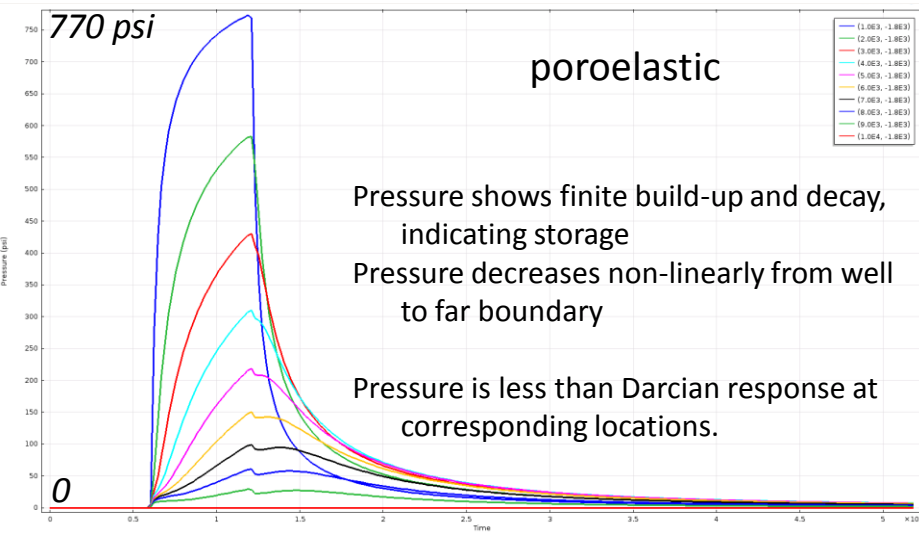 770 psi
poroelastic
(1.0E3, -1.8E3)
(2.0E3, -1.8E3)
(3.0E3, -1.8E3)
(4.0E3, -1.8E3)
(5.0E3, -1.8E3)
(6.0E3, -1.8E3)
(7.0E3, -1.8E3)
(8.0E3, -1.8E3)
(9.0E3, -1.8E3)
(1.0E4, -1.8E3)
Pressure shows finite build-up and decay,
indicating storage
Pressure decreases non-linearly from well
to far boundary
Pressure is less than Darcian response at
corresponding locations.
0
Pressure (psi)
750
700
650
600
550
500
450
400
350
300
250
200
150
100
50
0
0 0.5 1 1.5 2 2.5 3 3.5 4 4.5 5 ×10
Time